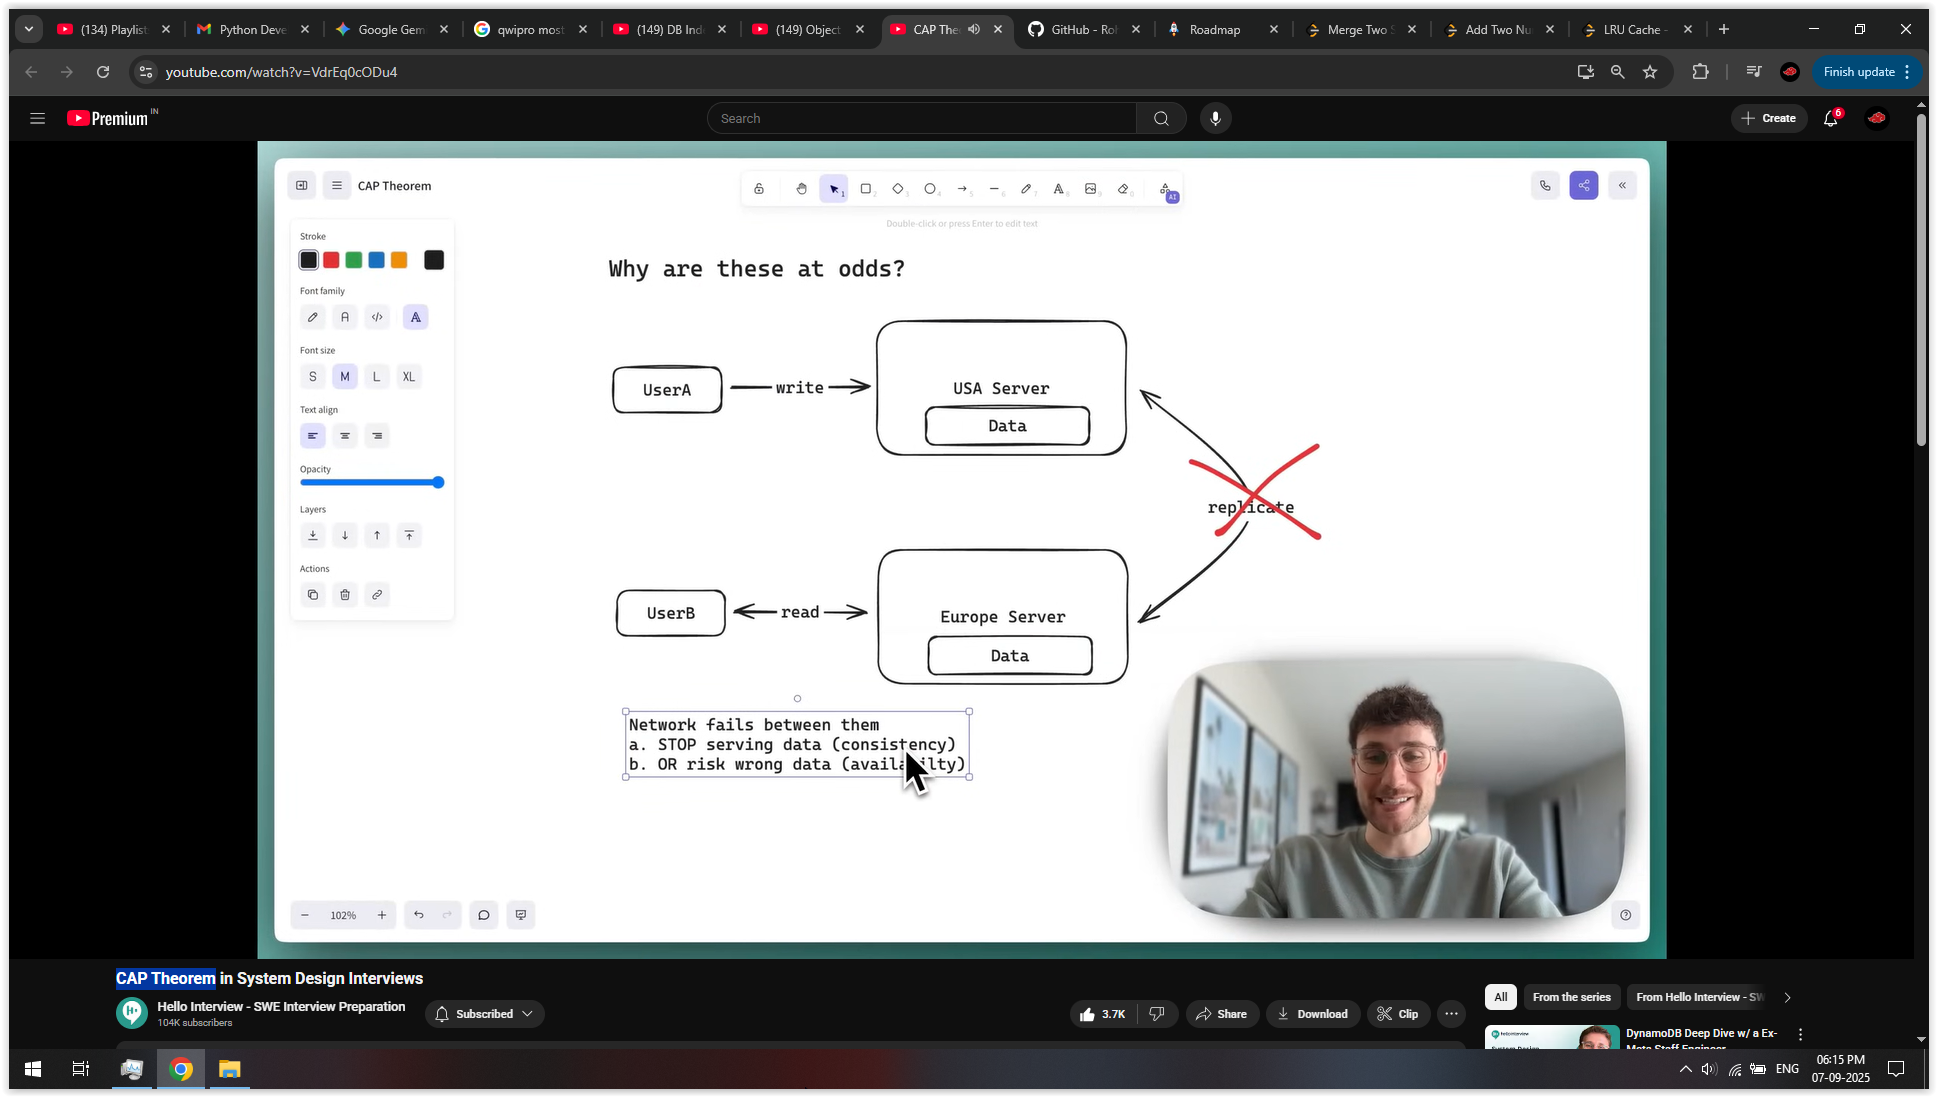 (134) Playlist
Python Deve
Google Gem
qwipro most
(149) DB Ind
(149) Object
CAP The
GitHub - Roh
Roadmap
Merge Two S
Add Two Nu
LRU Cache -
youtube.com/watch?v=VdrEq0cODu4
Finish update
Premium IN
Search
Create
6
CAP Theorem
Double-click or press Enter to edit text
Stroke
Font family
Font size
S M L XL
Text align
Opacity
Layers
Actions
Why are these at odds?
UserA
write
USA Server
Data
replicate
UserB
read
Europe Server
Data
Network fails between them
a. STOP serving data (consistency)
b. OR risk wrong data (availabilty)
102%
AI
CAP Theorem in System Design Interviews
Hello Interview - SWE Interview Preparation
104K subscribers
Subscribed
3.7K
Share
Download
Clip
All
From the series
From Hello Interview - SW
DynamoDB Deep Dive w/ a Ex-
Meta Staff Engineer
ENG
06:15 PM
07-09-2025